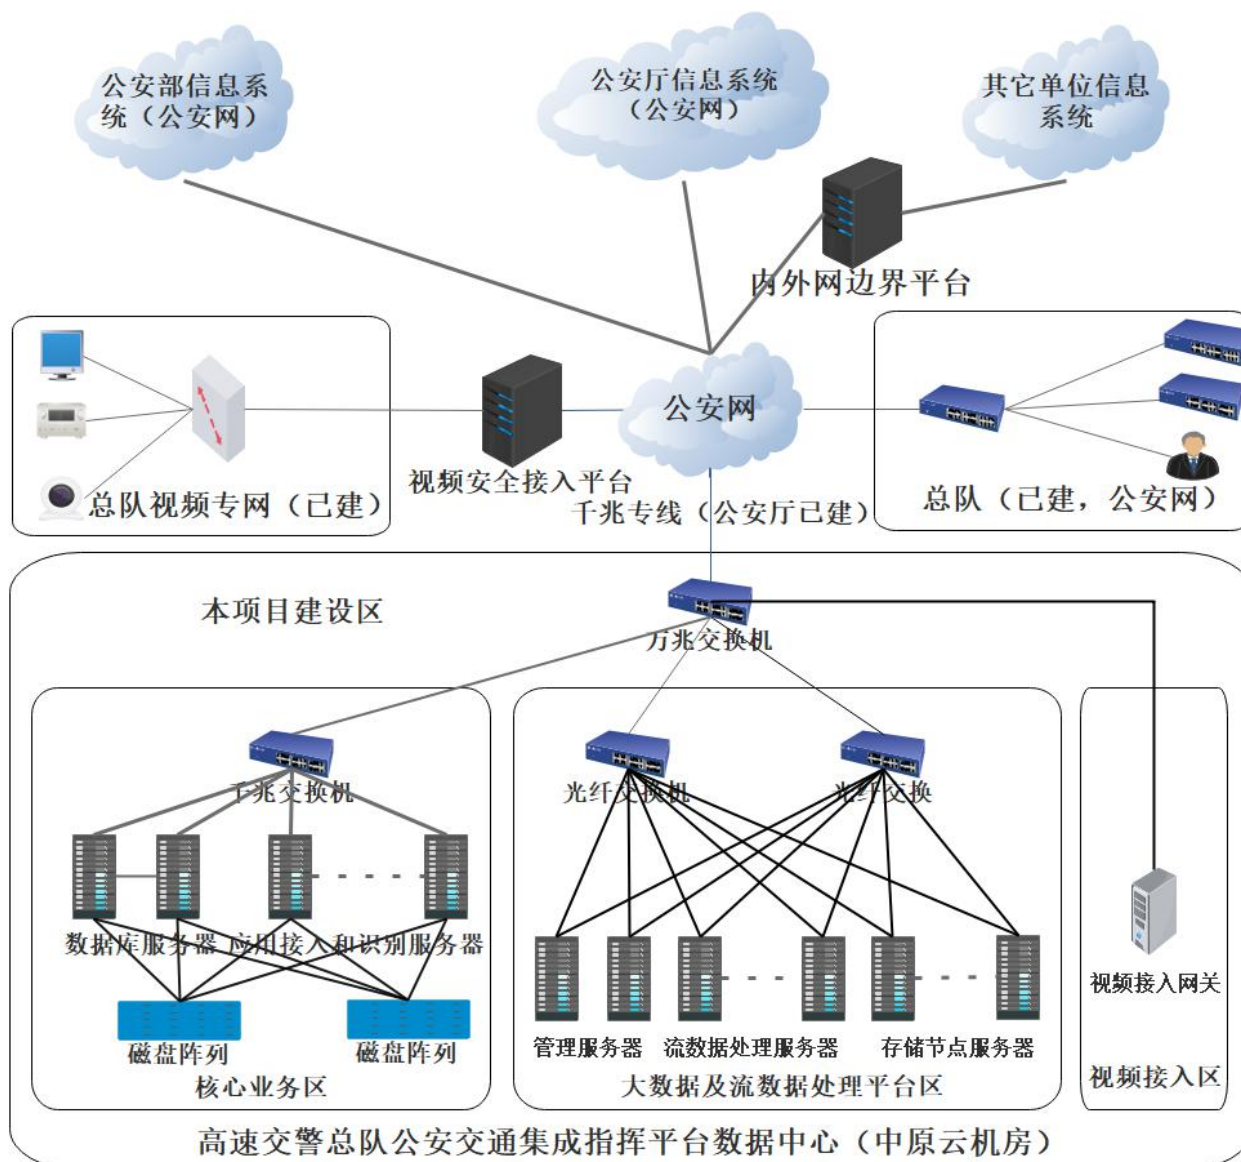 公安部信息系
统（公安网）
公安厅信息系统
（公安网）
其它单位信息
系统
内外网边界平台
公安网
视频安全接入平台
总队视频专网（已建）
千兆专线（公安厅已建）
总队（已建，公安网）
本项目建设区
万兆交换机
千兆交换机
光纤交换机
光纤交换
数据库服务器
应用接入和识别服务器
磁盘阵列
磁盘阵列
核心业务区
管理服务器
流数据处理服务器
存储节点服务器
大数据及流数据处理平台区
视频接入网关
视频接入区
高速交警总队公安交通集成指挥平台数据中心（中原云机房）